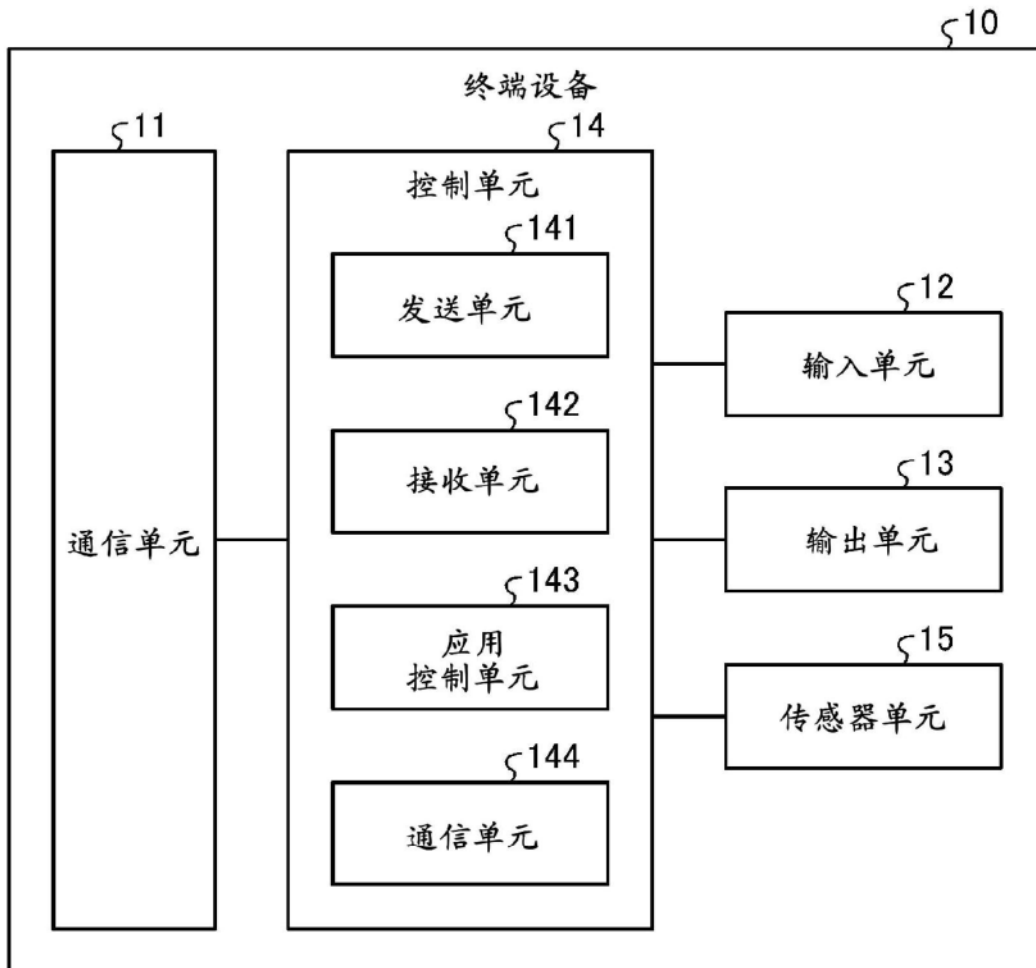 10
终端设备
11
通信单元
14
控制单元
141
发送单元
142
接收单元
143
应用
控制单元
144
通信单元
12
输入单元
13
输出单元
15
传感器单元